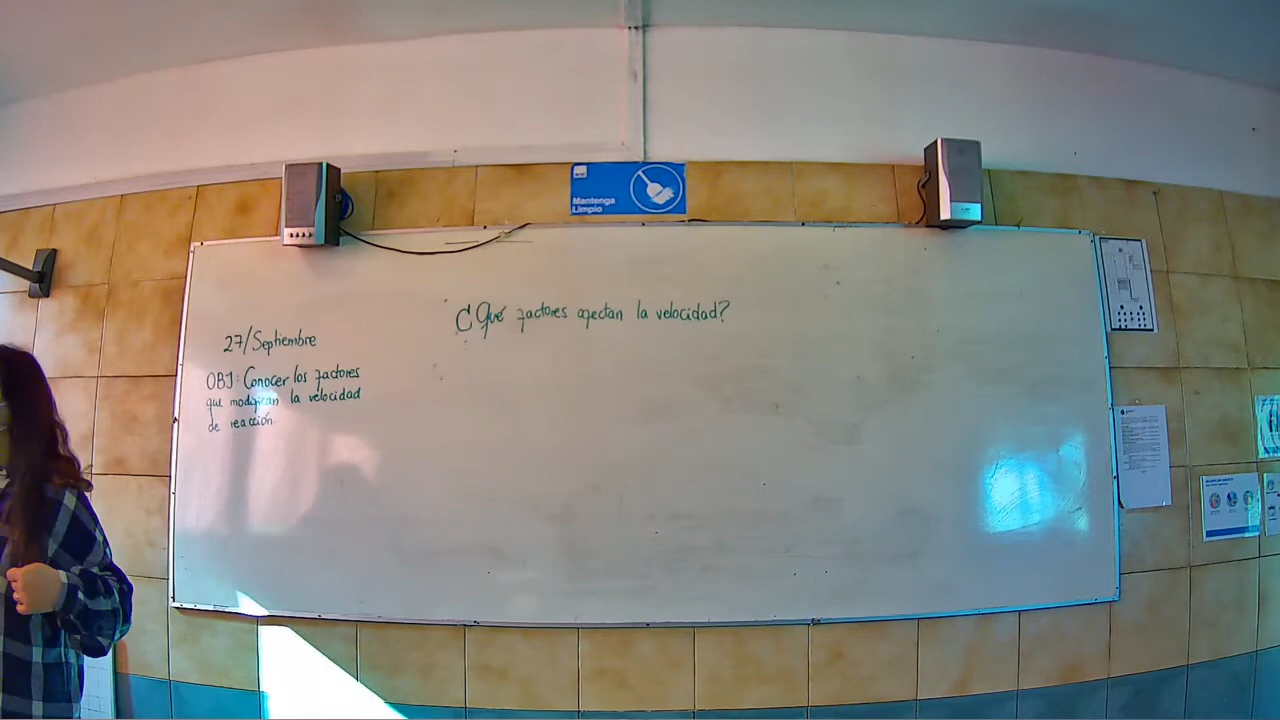 Mantenga
Limpio
¿Qué factores afectan la velocidad?
27/Septiembre
OBJ: Conocer los factores
que modifican la velocidad
de reacción